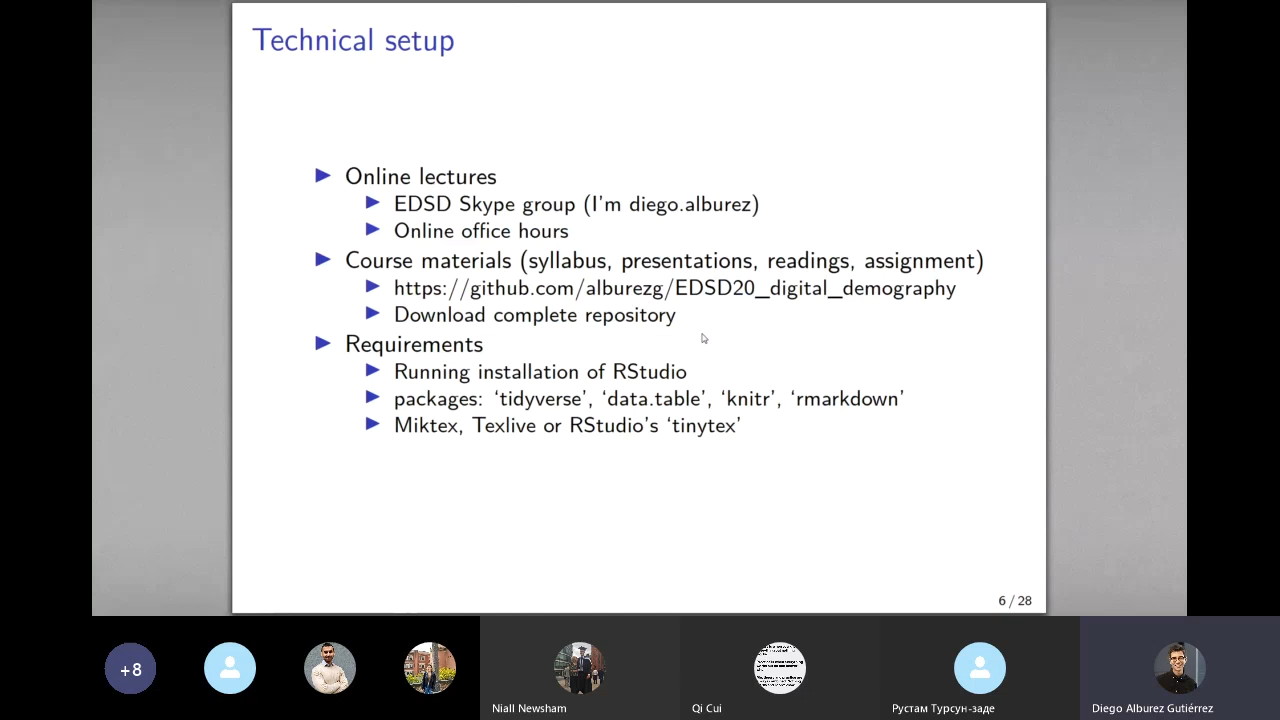 Technical setup
Online lectures
EDSD Skype group (I'm diego.alburez)
Online office hours
Course materials (syllabus, presentations, readings, assignment)
https://github.com/alburezg/EDSD20_digital_demography
Download complete repository
Requirements
Running installation of RStudio
packages: ‘tidyverse’, ‘data.table’, ‘knitr’, ‘rmarkdown’
Miktex, Texlive or RStudio's ‘tinytex’
6 / 28
+8
Niall Newsham
Qi Cui
Рустам Турсун-заде
Diego Alburez Gutiérrez